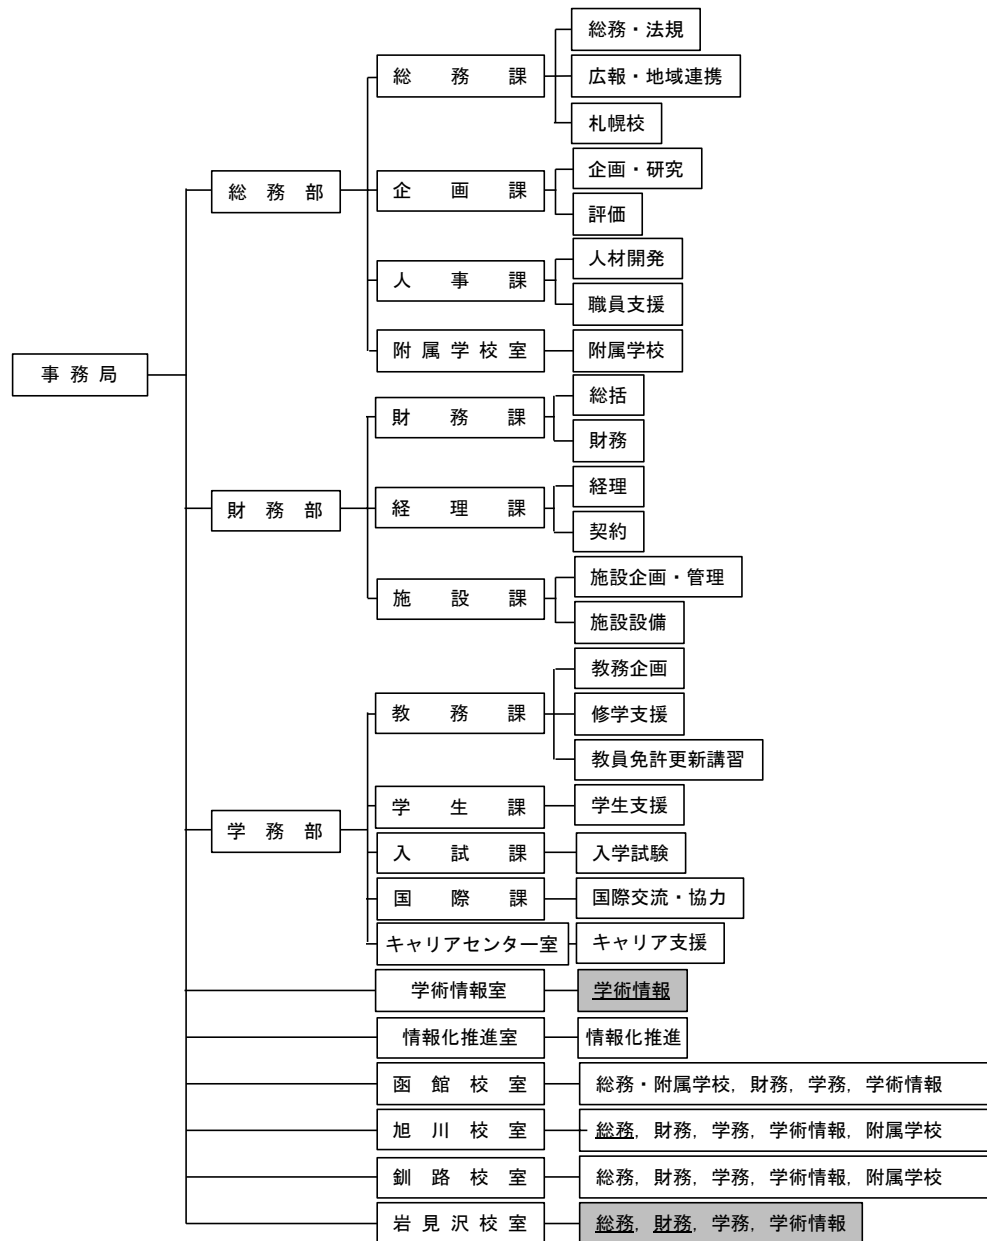 総務・法規
総務課
広報・地域連携
札幌校
企画・研究
総務部
企画課
評価
人材開発
人事課
職員支援
附属学校室
附属学校
事務局
総括
財務課
財務
経理
財務部
経理課
契約
施設企画・管理
施設課
施設設備
教務企画
教務課
修学支援
教員免許更新講習
学生課
学生支援
学務部
入試課
入学試験
国際課
国際交流・協力
キャリアセンター室
キャリア支援
学術情報室
学術情報
情報化推進室
情報化推進
函館校室
総務・附属学校, 財務, 学務, 学術情報
旭川校室
総務, 財務, 学務, 学術情報, 附属学校
釧路校室
総務, 財務, 学務, 学術情報, 附属学校
岩見沢校室
総務, 財務, 学務, 学術情報